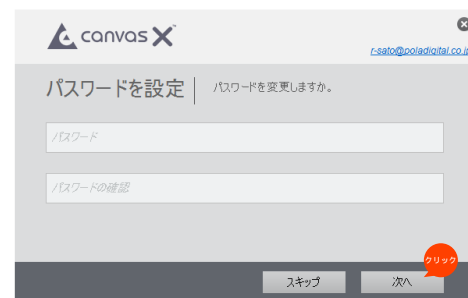 canvas X™
r-sato@poladigital.co.jp
パスワードを設定
パスワードを変更しますか。
パスワード
パスワードの確認
クリック
スキップ
次へ